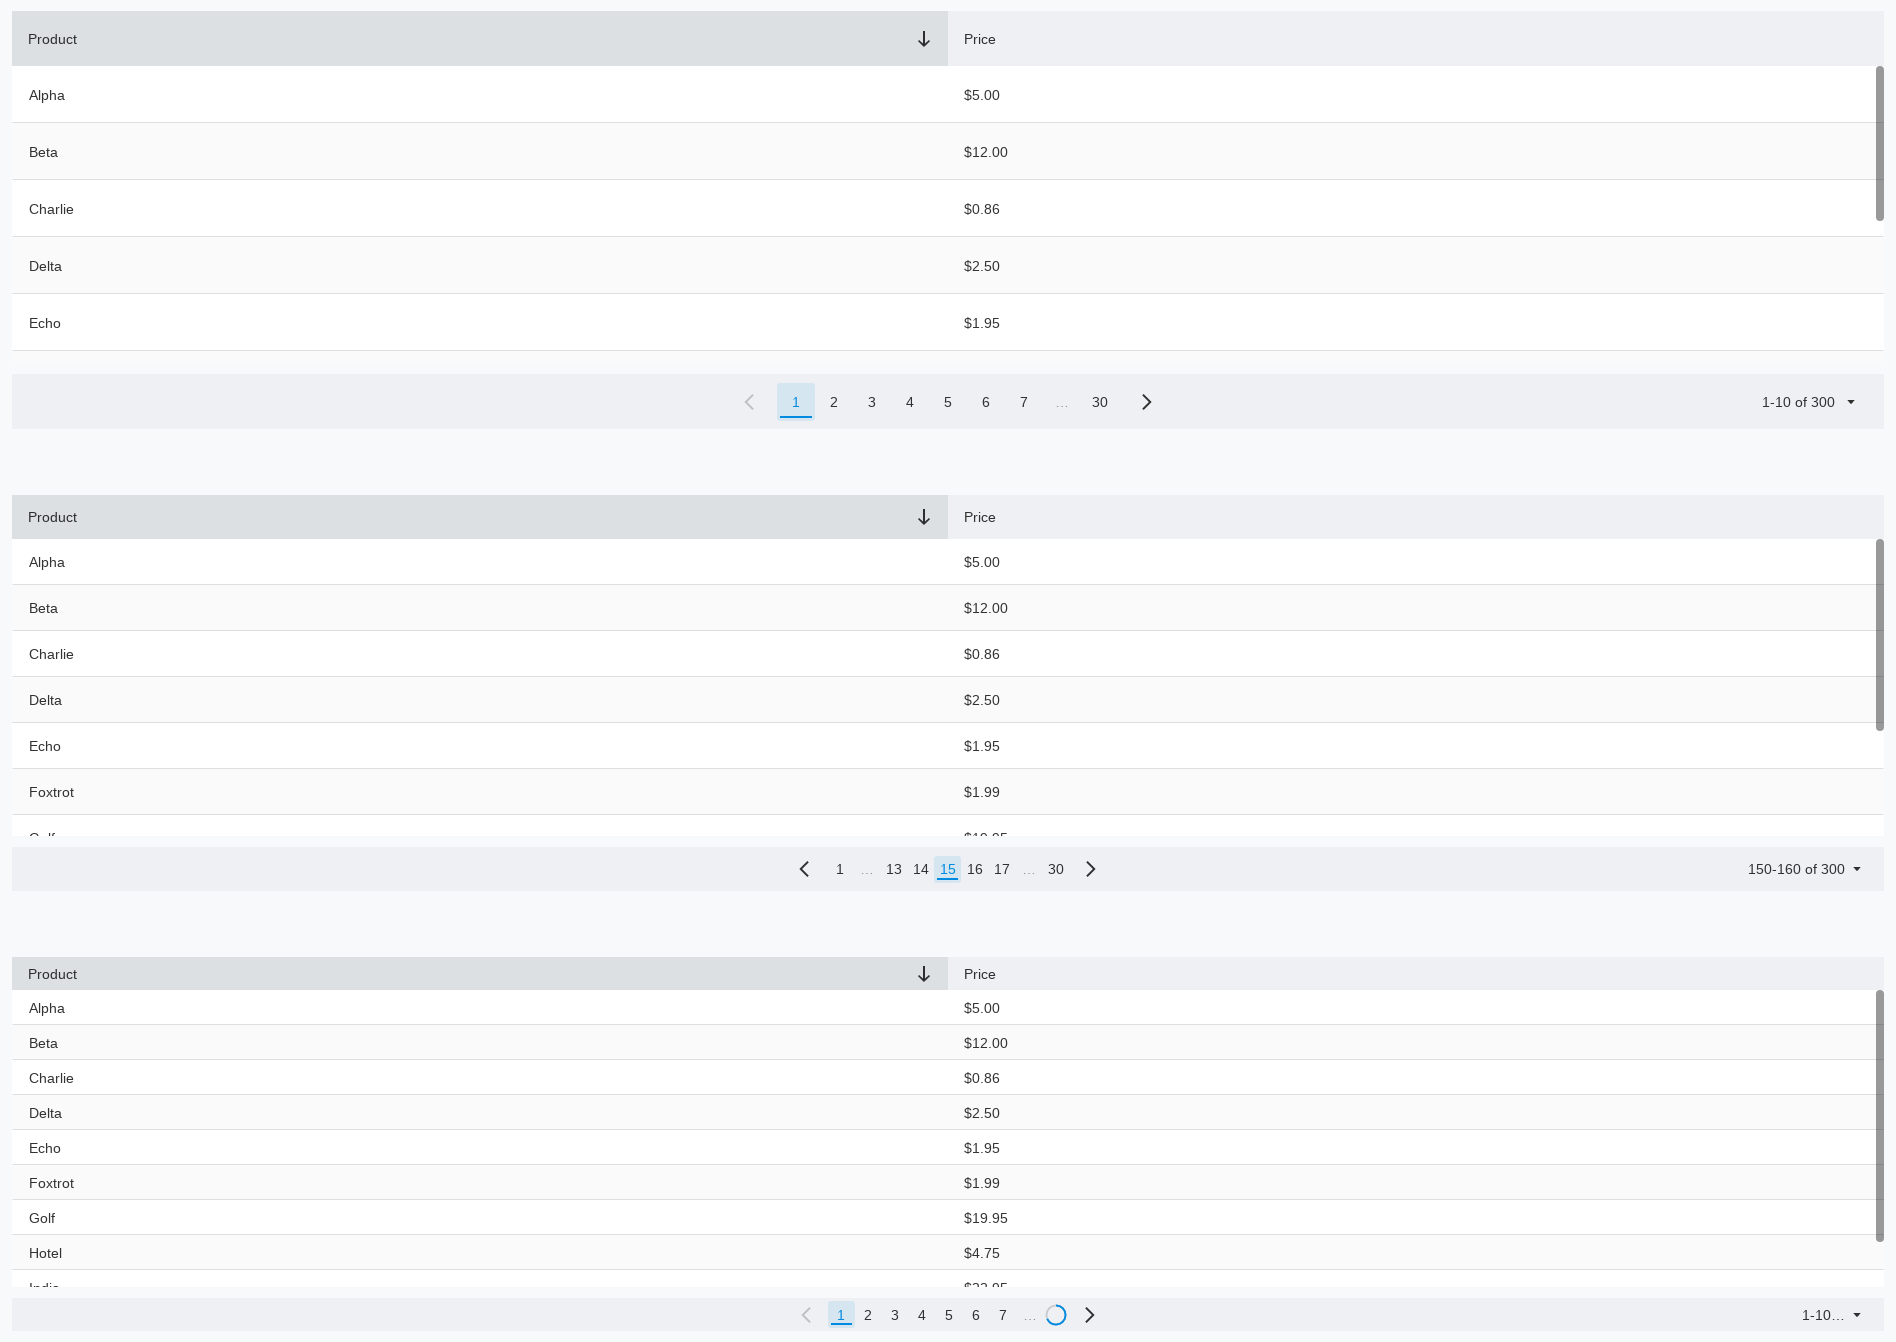 Product Price
Alpha $5.00
Beta $12.00
Charlie $0.86
Delta $2.50
Echo $1.95
1 2 3 4 5 6 7 ... 30 1-10 of 300
Product Price
Alpha $5.00
Beta $12.00
Charlie $0.86
Delta $2.50
Echo $1.95
Foxtrot $1.99
1 ... 13 14 15 16 17 ... 30 150-160 of 300
Product Price
Alpha $5.00
Beta $12.00
Charlie $0.86
Delta $2.50
Echo $1.95
Foxtrot $1.99
Golf $19.95
Hotel $4.75
1 2 3 4 5 6 7 ... 1-10...